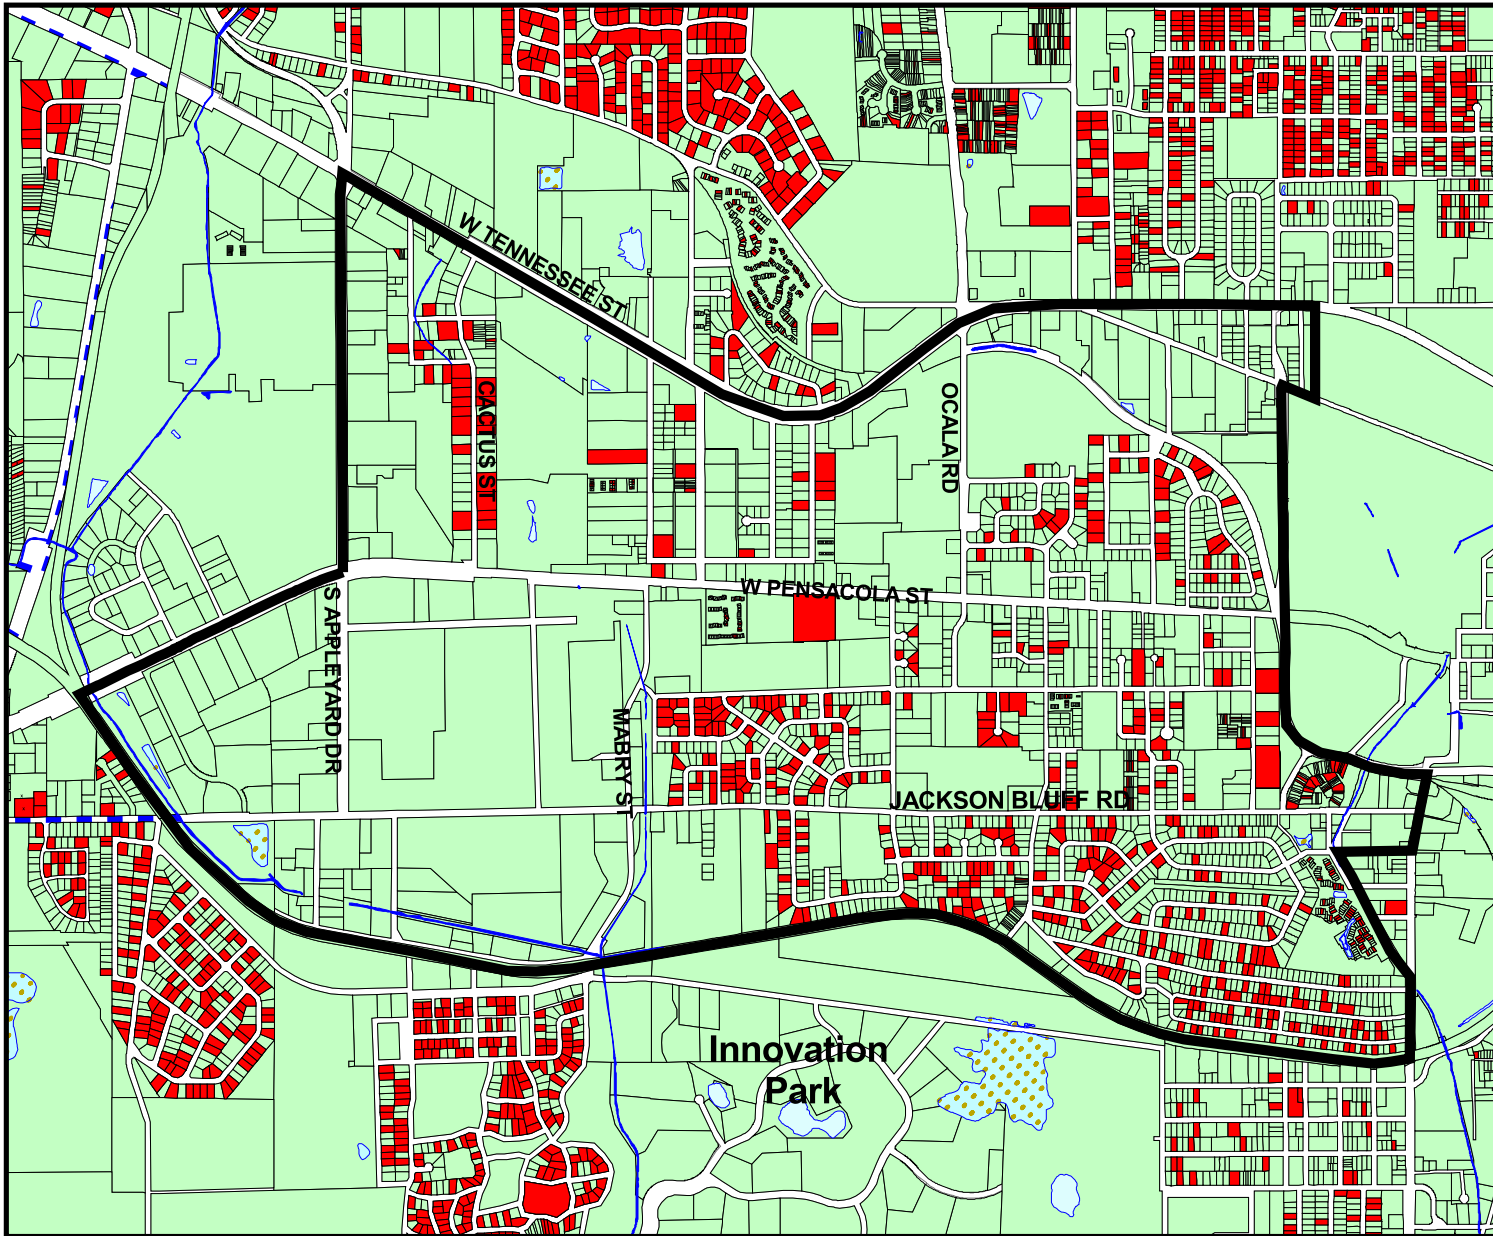 W TENNESSEE ST
CACTUS ST
OCALA RD
W PENSACOLA ST
S APPLEYARD DR
MABRY ST
JACKSON BLUFF RD
Innovation
Park